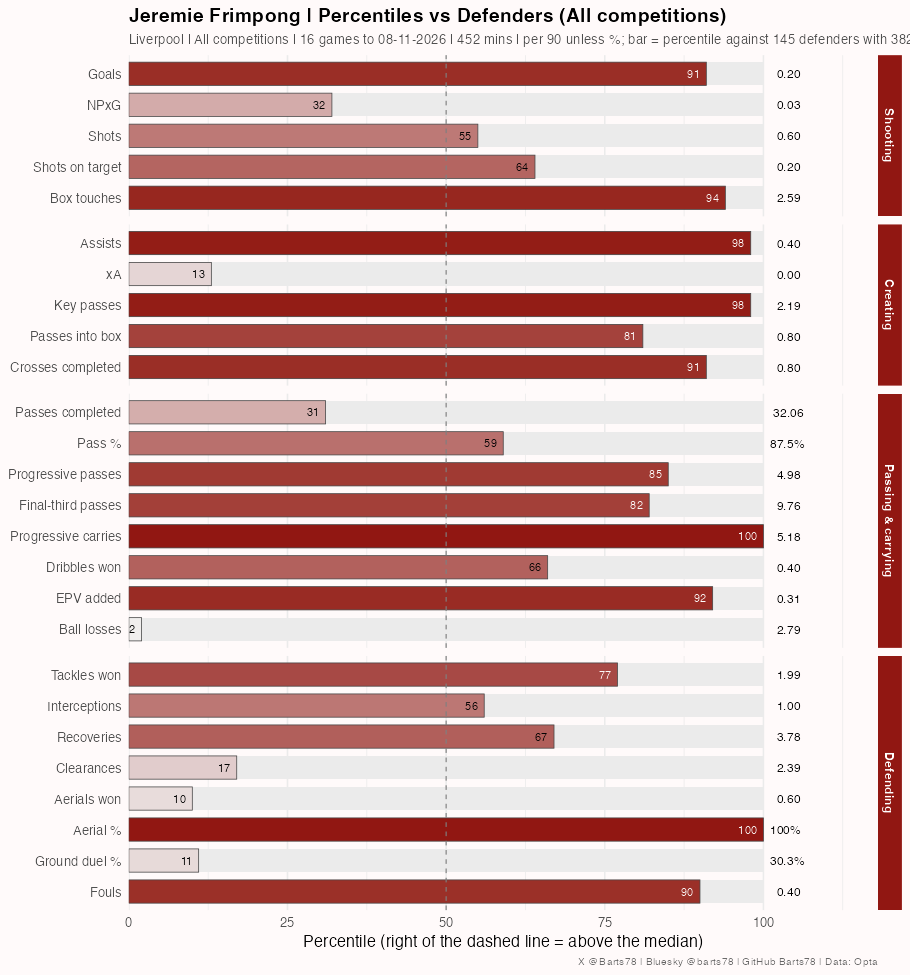 Jeremie Frimpong | Percentiles vs Defenders (All competitions)
Liverpool | All competitions | 16 games to 08-11-2026 | 452 mins | per 90 unless %; bar = percentile against 145 defenders with 382
Goals 91 0.20
NPxG 32 0.03
Shots 55 0.60
Shots on target 64 0.20
Box touches 94 2.59
Shooting
Assists 98 0.40
xA 13 0.00
Key passes 98 2.19
Passes into box 81 0.80
Crosses completed 91 0.80
Creating
Passes completed 31 32.06
Pass % 59 87.5%
Progressive passes 85 4.98
Final-third passes 82 9.76
Progressive carries 100 5.18
Dribbles won 66 0.40
EPV added 92 0.31
Ball losses 2 2.79
Passing & carrying
Tackles won 77 1.99
Interceptions 56 1.00
Recoveries 67 3.78
Clearances 17 2.39
Aerials won 10 0.60
Aerial % 100 100%
Ground duel % 11 30.3%
Fouls 90 0.40
Defending
0 25 50 75 100
Percentile (right of the dashed line = above the median)
X @Barts78 | Bluesky @barts78 | GitHub Barts78 | Data: Opta